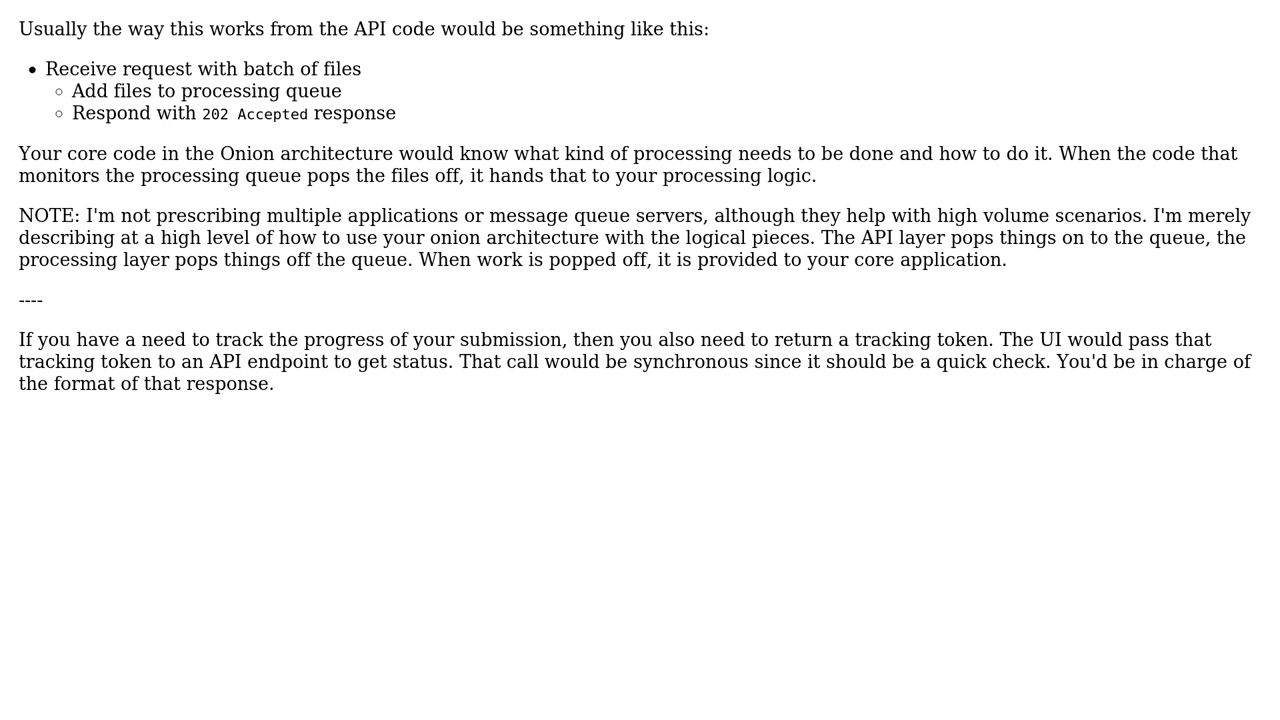 Usually the way this works from the API code would be something like this:
Receive request with batch of files
Add files to processing queue
Respond with 202 Accepted response
Your core code in the Onion architecture would know what kind of processing needs to be done and how to do it. When the code that
monitors the processing queue pops the files off, it hands that to your processing logic.
NOTE: I'm not prescribing multiple applications or message queue servers, although they help with high volume scenarios. I'm merely
describing at a high level of how to use your onion architecture with the logical pieces. The API layer pops things on to the queue, the
processing layer pops things off the queue. When work is popped off, it is provided to your core application.
----
If you have a need to track the progress of your submission, then you also need to return a tracking token. The UI would pass that
tracking token to an API endpoint to get status. That call would be synchronous since it should be a quick check. You'd be in charge of
the format of that response.